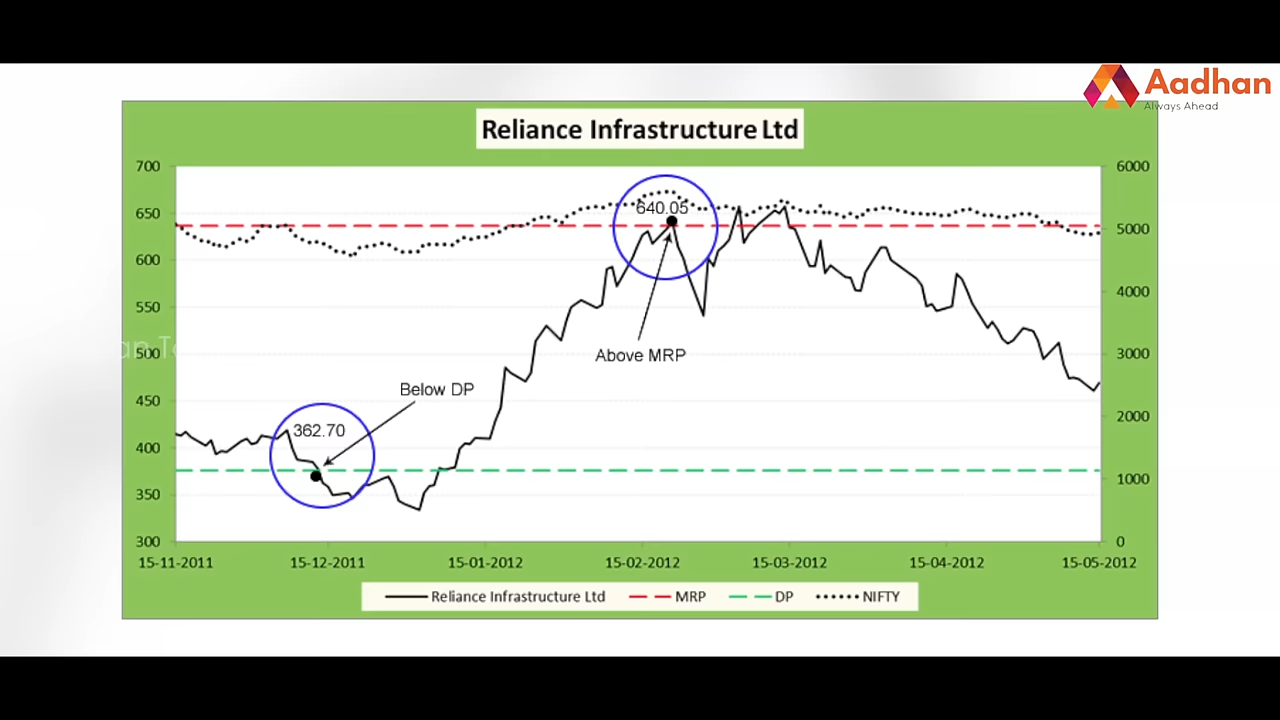 Aadhan
Always Ahead
Reliance Infrastructure Ltd
700
650
600
550
500
450
400
350
300
6000
5000
4000
3000
2000
1000
0
640.05
Above MRP
Below DP
362.70
15-11-2011 15-12-2011 15-01-2012 15-02-2012 15-03-2012 15-04-2012 15-05-2012
Reliance Infrastructure Ltd MRP DP NIFTY